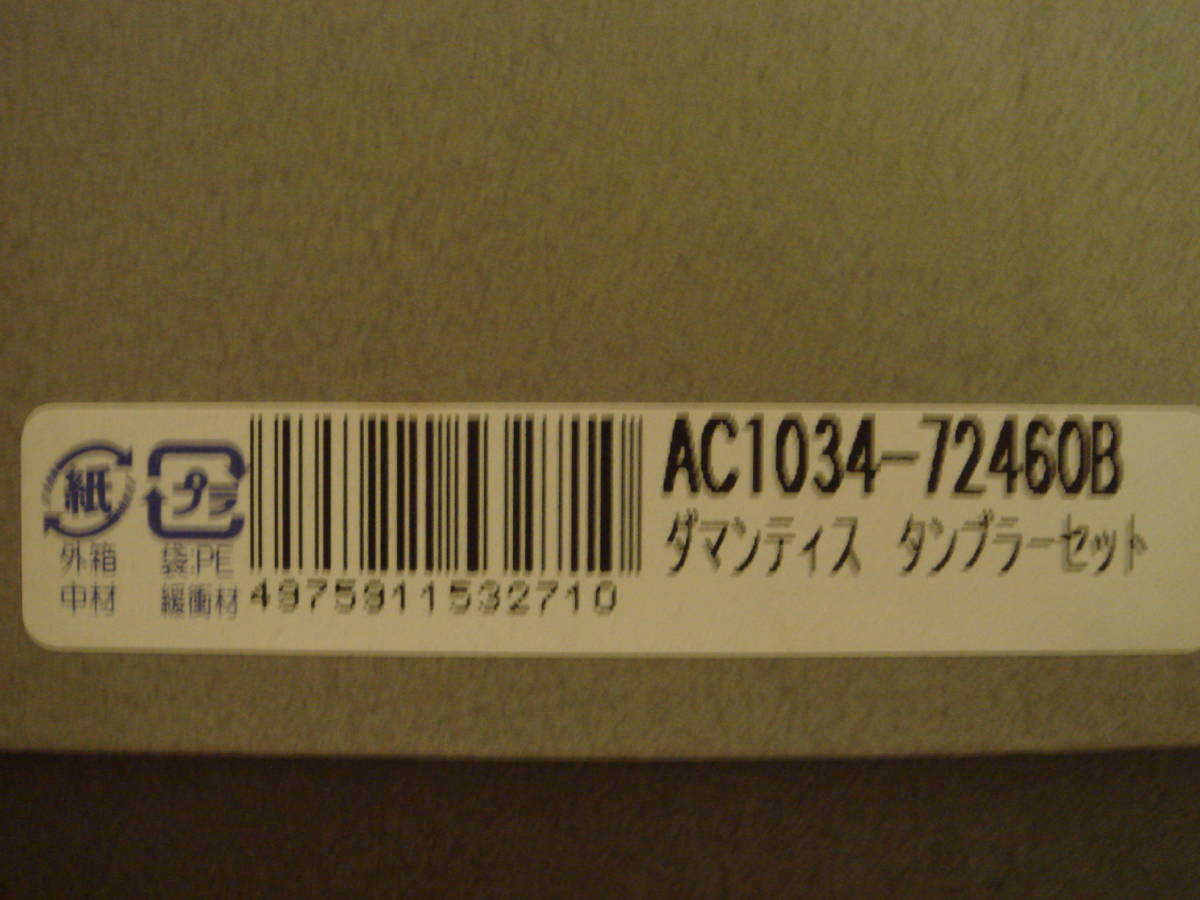 紙 プラ
外箱 袋:PE
中材 緩衝材
4975911532710
AC1034-72460B
ダマンティス タンブラーセット